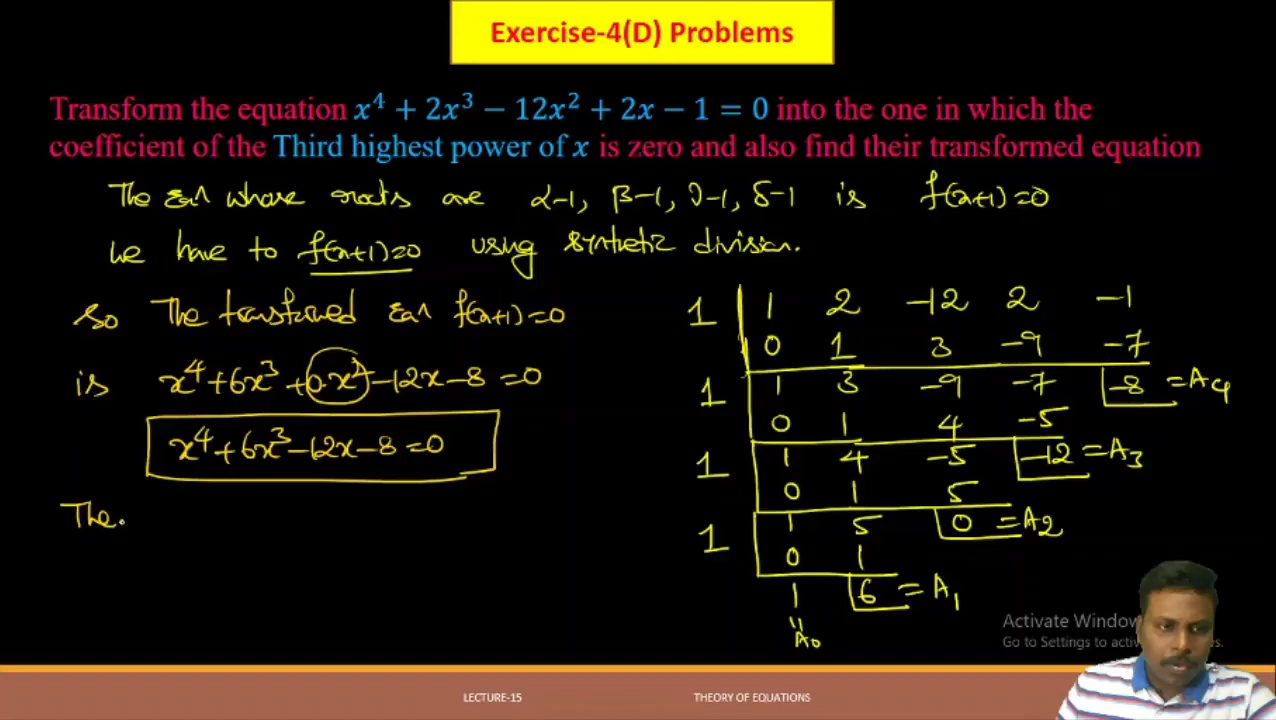 Exercise-4(D) Problems
Transform the equation x⁴ + 2x³ − 12x² + 2x − 1 = 0 into the one in which the
coefficient of the Third highest power of x is zero and also find their transformed equation
The Eqn whose roots are α-1, β-1, γ-1, δ-1 is f(x+1)=0
We have to f(x+1)=0 using synthetic division.
So The transformed Eqn f(x+1)=0
is x⁴+6x³+0x²-12x-8=0
x⁴+6x³-12x-8=0
The.
1 | 1 2 -12 2 -1
0 1 3 -9 -7
1 | 1 3 -9 -7 |-8 = A4
0 1 4 -5
1 | 1 4 -5 |-12 = A3
0 1 5
1 | 1 5 |0 = A2
0 1
1 |6 = A1
"
A0
Activate Window
Go to Settings to activ es.
LECTURE-15
THEORY OF EQUATIONS